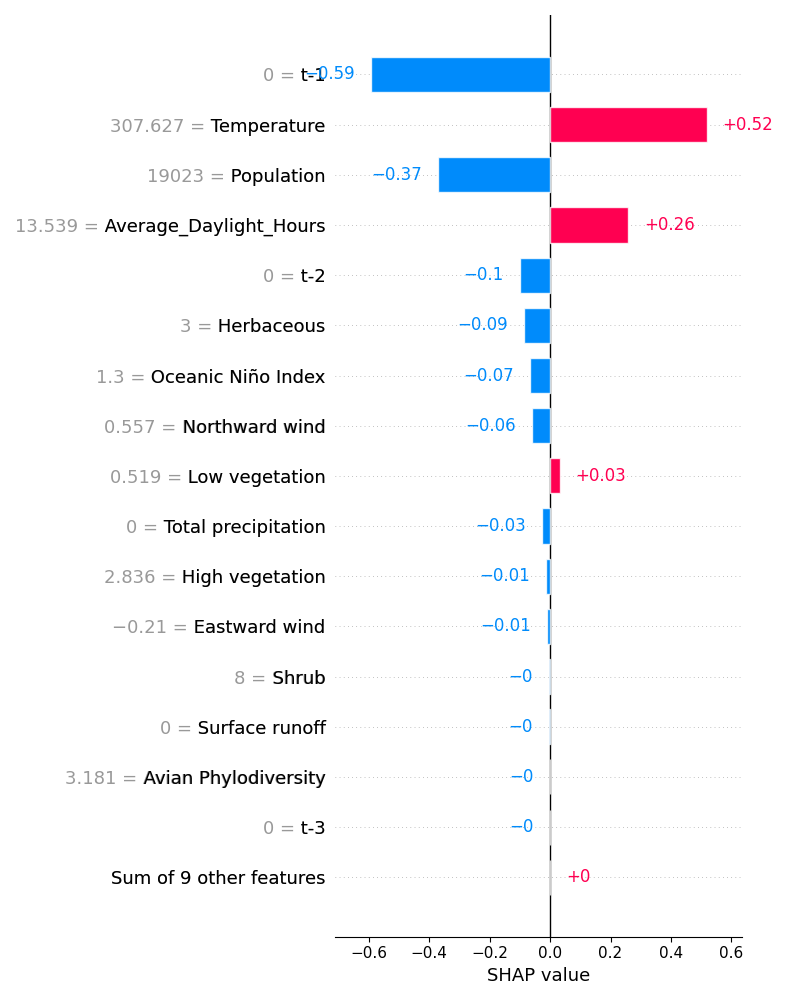 0 = t-1 −0.59
307.627 = Temperature +0.52
19023 = Population −0.37
13.539 = Average_Daylight_Hours +0.26
0 = t-2 −0.1
3 = Herbaceous −0.09
1.3 = Oceanic Niño Index −0.07
0.557 = Northward wind −0.06
0.519 = Low vegetation +0.03
0 = Total precipitation −0.03
2.836 = High vegetation −0.01
−0.21 = Eastward wind −0.01
8 = Shrub −0
0 = Surface runoff −0
3.181 = Avian Phylodiversity −0
0 = t-3 −0
Sum of 9 other features +0
−0.6 −0.4 −0.2 0.0 0.2 0.4 0.6
SHAP value